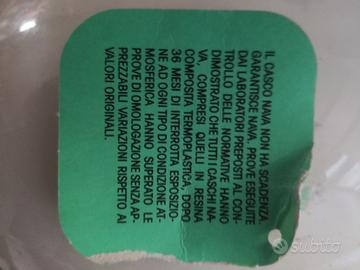 IL CASCO NAVA NON HA SCADENZA.
GARANTISCE NAVA. PROVE ESEGUITE
DAI LABORATORI PREPOSTI AL CON-
TROLLO DELLE NORMATIVE HANNO
DIMOSTRATO CHE TUTTI I CASCHI NA-
VA, COMPRESI QUELLI IN RESINA
COMPOSITA TERMOPLASTICA, DOPO
36 MESI DI INTERROTTA ESPOSIZIO-
NE AD OGNI TIPO DI CONDIZIONE AT-
MOSFERICA HANNO SUPERATO LE
PROVE DI OMOLOGAZIONE SENZA AP-
PREZZABILI VARIAZIONI RISPETTO AI
VALORI ORIGINALI.
subito